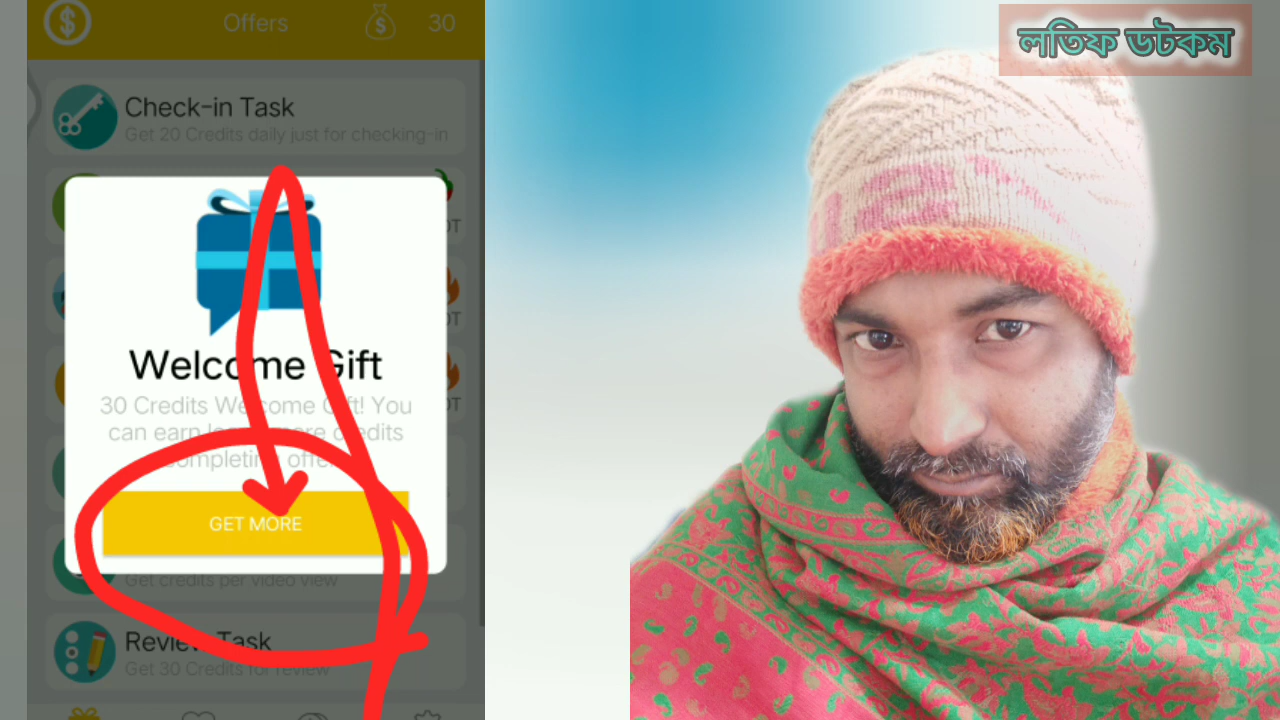 Offers 30
লতিফ ডটকম
Check-in Task
Get 20 Credits daily just for checking-in
Welcome Gift
30 Credits Welcome Gift! You
can earn more credits
completing
GET MORE
Get credits per video view
Review Task
Get 30 Credits for review